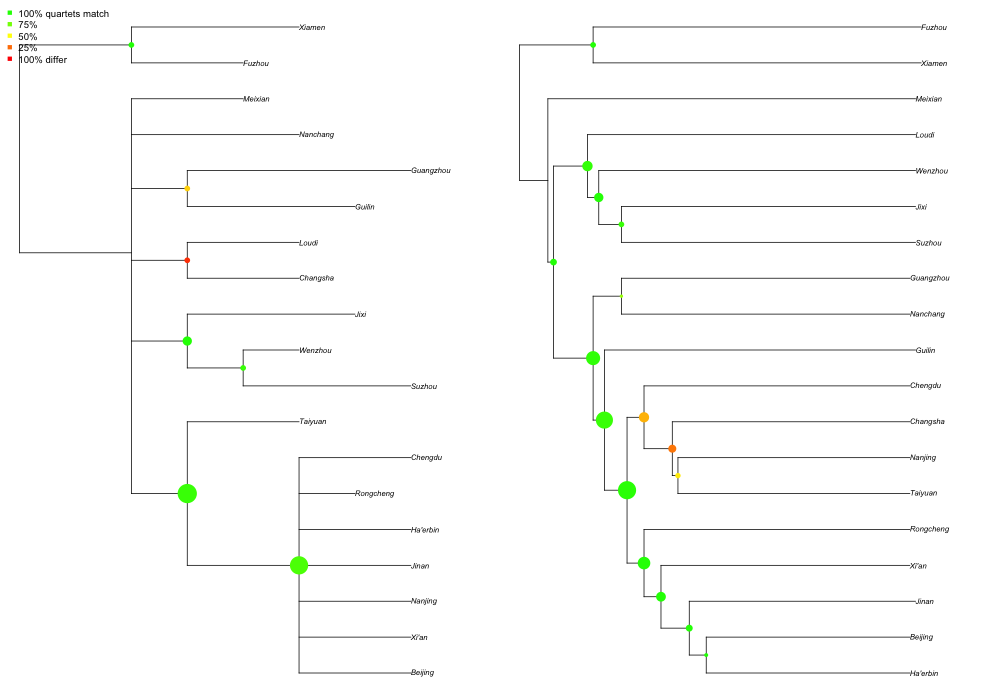 100% quartets match
75%
50%
25%
100% differ
Xiamen
Fuzhou
Meixian
Nanchang
Guangzhou
Guilin
Loudi
Changsha
Jixi
Wenzhou
Suzhou
Taiyuan
Chengdu
Rongcheng
Ha'erbin
Jinan
Nanjing
Xi'an
Beijing
Fuzhou
Xiamen
Meixian
Loudi
Wenzhou
Jixi
Suzhou
Guangzhou
Nanchang
Guilin
Chengdu
Changsha
Nanjing
Taiyuan
Rongcheng
Xi'an
Jinan
Beijing
Ha'erbin